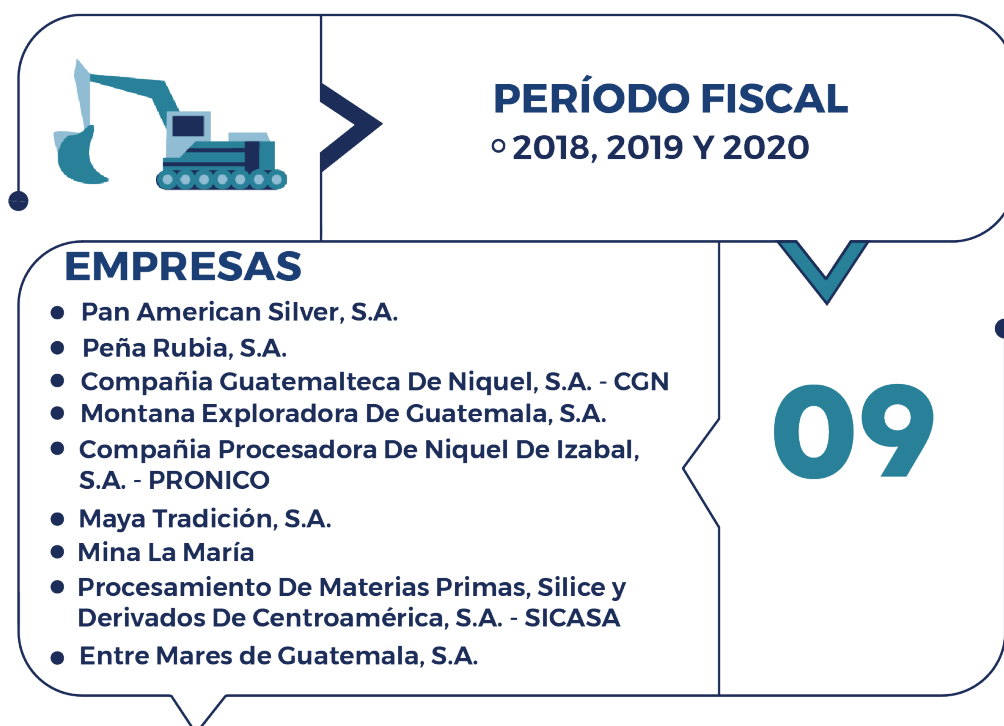 PERÍODO FISCAL
2018, 2019 Y 2020
EMPRESAS
Pan American Silver, S.A.
Peña Rubia, S.A.
Compañia Guatemalteca De Niquel, S.A. - CGN
Montana Exploradora De Guatemala, S.A.
Compañia Procesadora De Niquel De Izabal,
S.A. - PRONICO
Maya Tradición, S.A.
Mina La María
Procesamiento De Materias Primas, Silice y
Derivados De Centroamérica, S.A. - SICASA
Entre Mares de Guatemala, S.A.
09